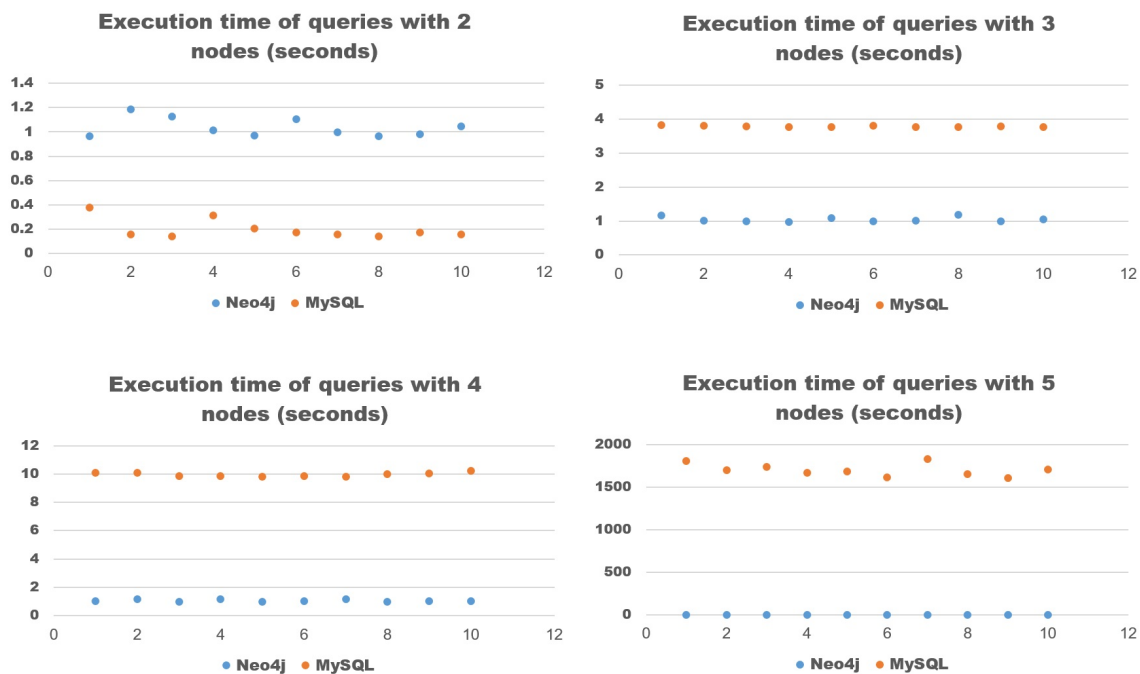 Execution time of queries with 2
nodes (seconds)
1.4
1.2
1
0.8
0.6
0.4
0.2
0
0 2 4 6 8 10 12
Neo4j MySQL
Execution time of queries with 3
nodes (seconds)
5
4
3
2
1
0
0 2 4 6 8 10 12
Neo4j MySQL
Execution time of queries with 4
nodes (seconds)
12
10
8
6
4
2
0
0 2 4 6 8 10 12
Neo4j MySQL
Execution time of queries with 5
nodes (seconds)
2000
1500
1000
500
0
0 2 4 6 8 10 12
Neo4j MySQL